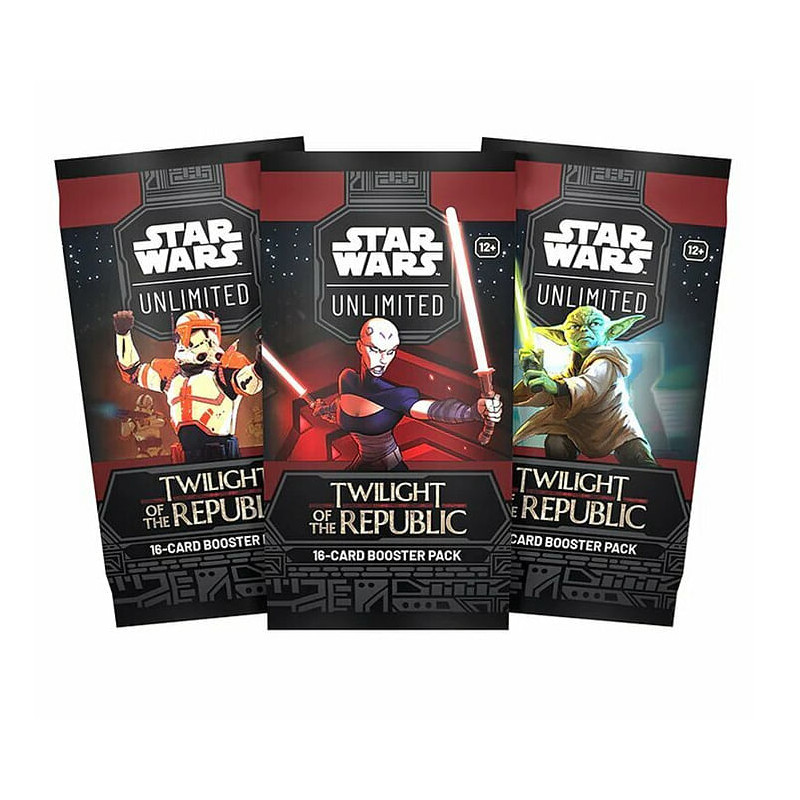 STAR
WARS
UNLIMITED
TWILIGHT
OF THE REPUBL
16-CARD BOOSTER
STAR
WARS
12+
UNLIMITED
TWILIGHT
OF THE REPUBLIC
16-CARD BOOSTER PACK
STAR
WARS
12+
UNLIMITED
TWILIGHT
REPUBLIC
CARD BOOSTER PACK